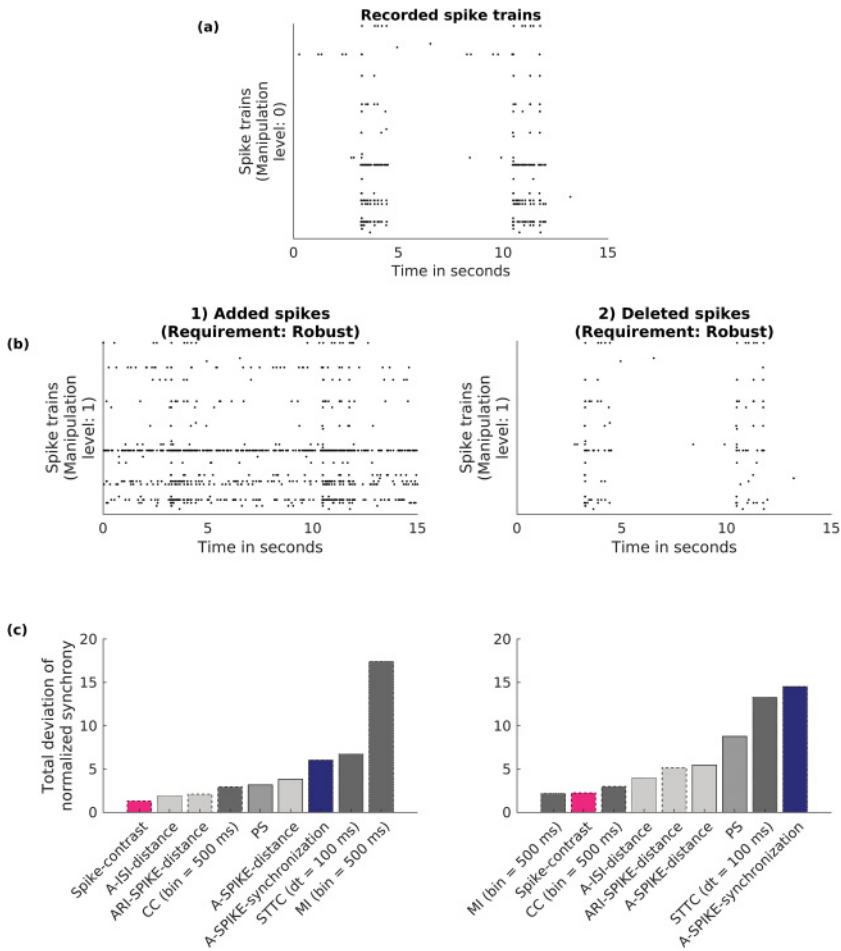 Recorded spike trains
(a)
Spike trains
(Manipulation
level: 0)
0 5 10 15
Time in seconds
1) Added spikes
(Requirement: Robust)
2) Deleted spikes
(Requirement: Robust)
(b)
Spike trains
(Manipulation
level: 1)
0 5 10 15
Time in seconds
Spike trains
(Manipulation
level: 1)
0 5 10 15
Time in seconds
(c)
Total deviation of
normalized synchrony
20
15
10
5
0
Spike-contrast
A-ISI-distance
ARI-SPIKE-distance
CC (bin = 500 ms)
PS
A-SPIKE-distance
A-SPIKE-synchronization
STTC (dt = 100 ms)
MI (bin = 500 ms)
20
15
10
5
0
MI (bin = 500 ms)
Spike-contrast
CC (bin = 500 ms)
A-ISI-distance
ARI-SPIKE-distance
A-SPIKE-distance
PS
STTC (dt = 100 ms)
A-SPIKE-synchronization